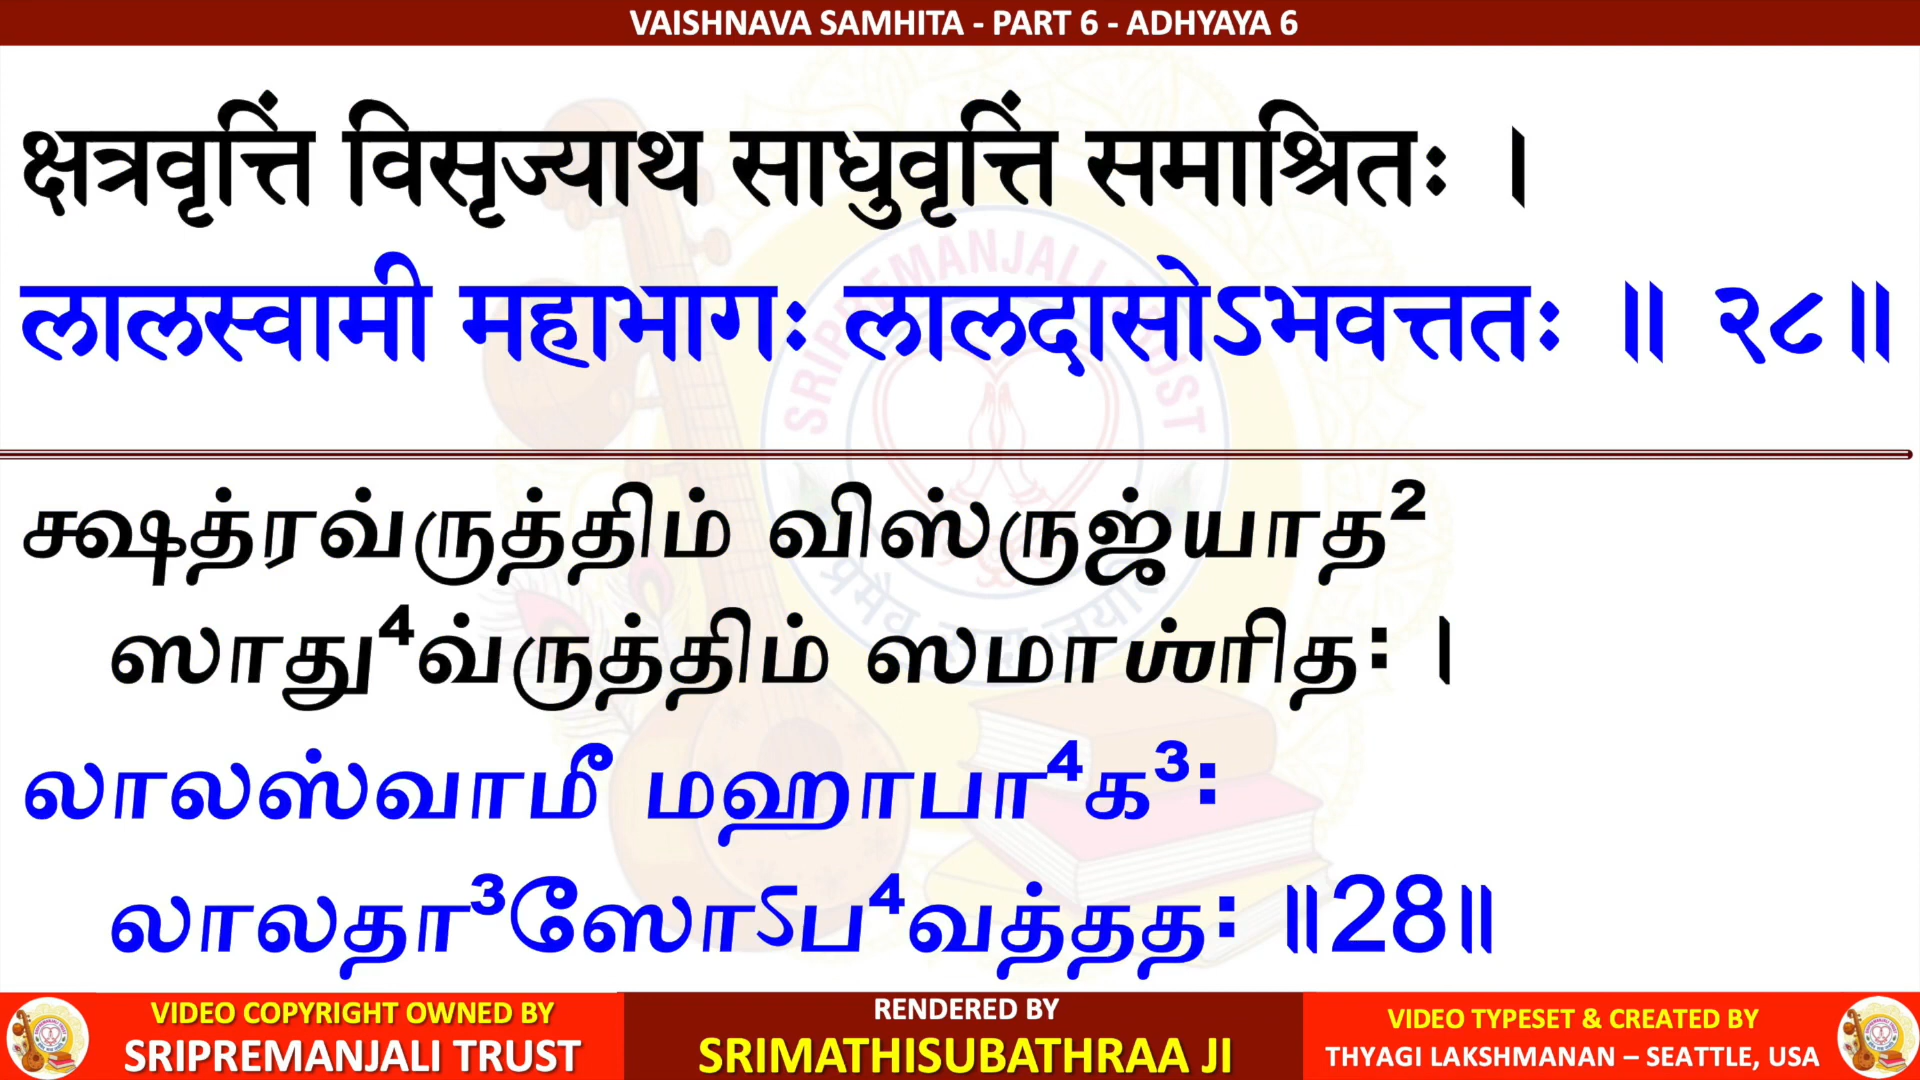 VAISHNAVA SAMHITA - PART 6 - ADHYAYA 6
क्षत्रवृत्तिं विसृज्याथ साधुवृत्तिं समाश्रितः ।
लालस्वामी महाभागः लालदासोऽभवत्ततः ॥ २८॥
SRIPREMANJALI TRUST
க்ஷத்ரவ்ருத்திம் விஸ்ருஜ்யாத²
ஸாது⁴வ்ருத்திம் ஸமாஶ்ரித: ।
லாலஸ்வாமீ மஹாபா⁴க³:
லாலதா³ஸோऽப⁴வத்தத: ॥28॥
VIDEO COPYRIGHT OWNED BY
SRIPREMANJALI TRUST
RENDERED BY
SRIMATHISUBATHRAA JI
VIDEO TYPESET & CREATED BY
THYAGI LAKSHMANAN – SEATTLE, USA